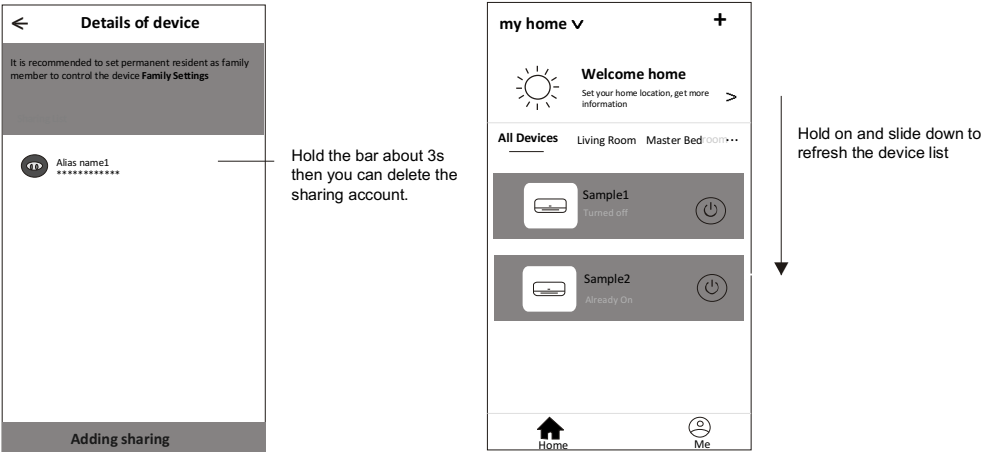 Details of device
It is recommended to set permanent resident as family
member to control the device Family Settings
Alias name1
************
Adding sharing
Hold the bar about 3s
then you can delete the
sharing account.
my home
+
Welcome home
Set your home location, get more
information
>
All Devices Living Room Master Bedroom ···
Sample1
Turned off
Sample2
Already On
Home
Me
Hold on and slide down to
refresh the device list